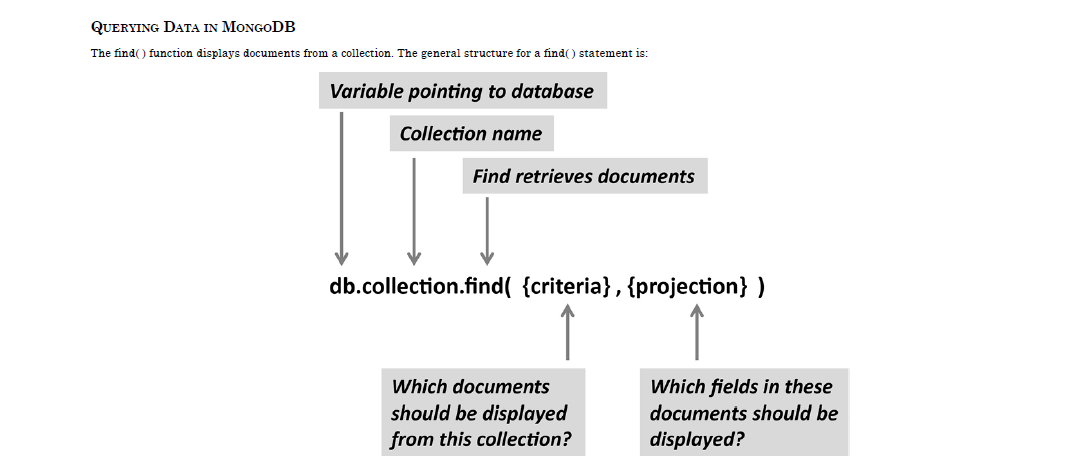 QUERYING DATA IN MONGODB
The find( ) function displays documents from a collection. The general structure for a find( ) statement is:
Variable pointing to database
Collection name
Find retrieves documents
db.collection.find( {criteria} , {projection} )
Which documents
should be displayed
from this collection?
Which fields in these
documents should be
displayed?